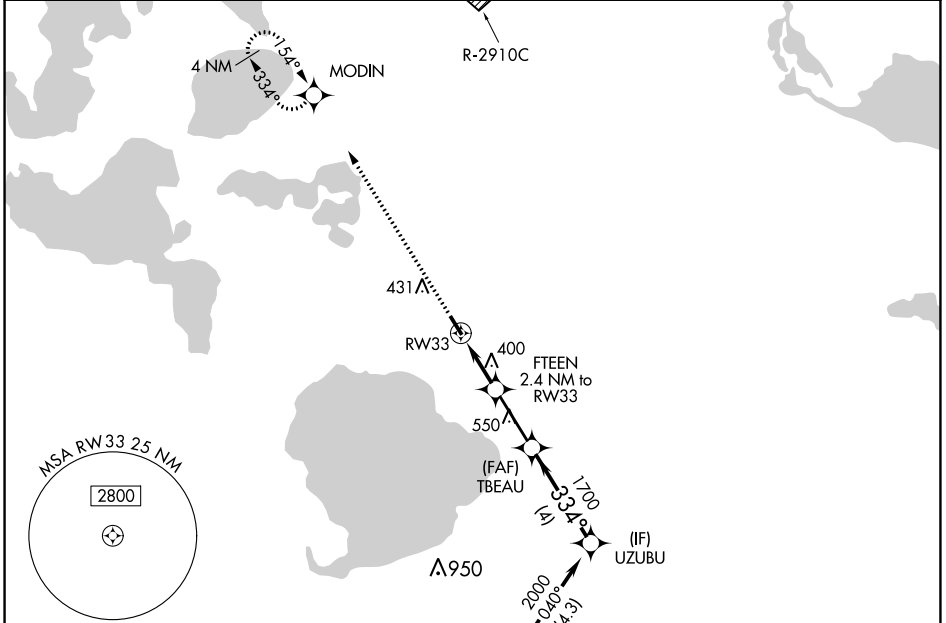 R-2910C
154°
4 NM
334°
MODIN
431
RW33
400
FTEEN
2.4 NM to
RW33
550
(FAF)
TBEAU
1700
334°
(4)
(IF)
UZUBU
MSA RW33 25 NM
2800
950
2000
040°